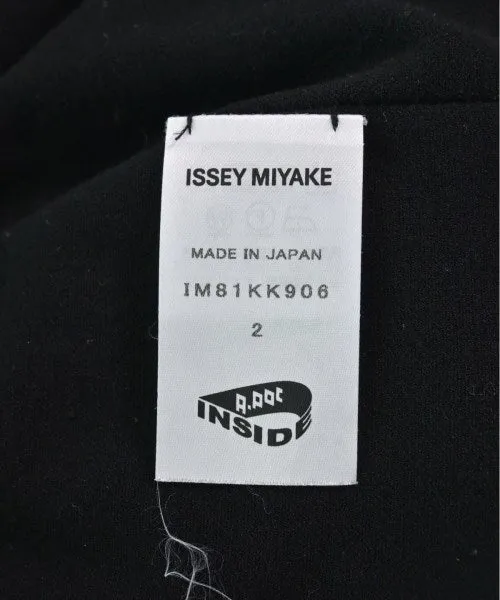 ISSEY MIYAKE
MADE IN JAPAN
IM81KK906
2
A.POC
INSIDE